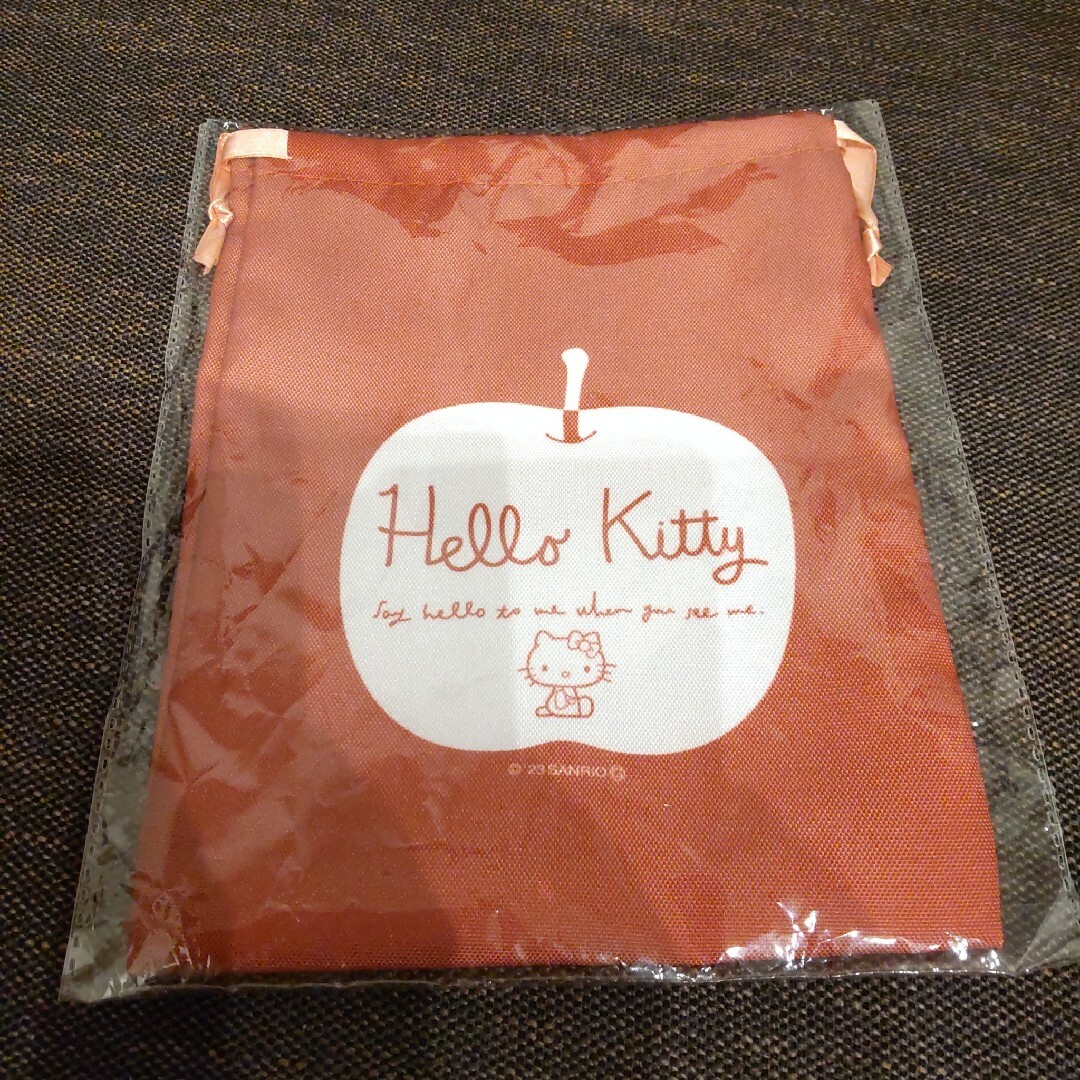 Hello Kitty
Say hello to me when you see me.
© '23 SANRIO Ⓖ